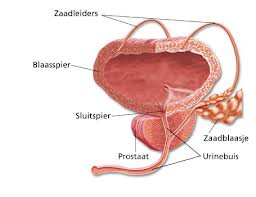 Zaadleiders
Blaasspier
Sluitspier
Zaadblaasje
Prostaat
Urinebuis